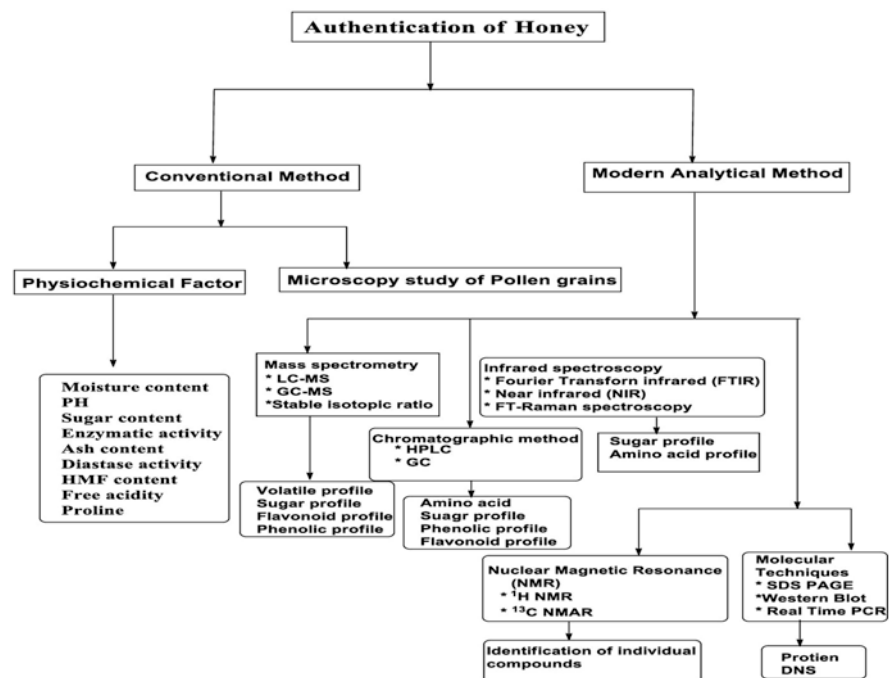 Authentication of Honey
Conventional Method
Modern Analytical Method
Physiochemical Factor
Microscopy study of Pollen grains
Moisture content
PH
Sugar content
Enzymatic activity
Ash content
Diastase activity
HMF content
Free acidity
Proline
Mass spectrometry
* LC-MS
* GC-MS
*Stable isotopic ratio
Volatile profile
Sugar profile
Flavonoid profile
Phenolic profile
Chromatographic method
* HPLC
* GC
Amino acid
Suagr profile
Phenolic profile
Flavonoid profile
Infrared spectroscopy
* Fourier Transforn infrared (FTIR)
* Near infrared (NIR)
* FT-Raman spectroscopy
Sugar profile
Amino acid profile
Nuclear Magnetic Resonance
(NMR)
* ¹H NMR
* ¹³C NMAR
Identification of individual
compounds
Molecular
Techniques
* SDS PAGE
*Western Blot
* Real Time PCR
Protien
DNS